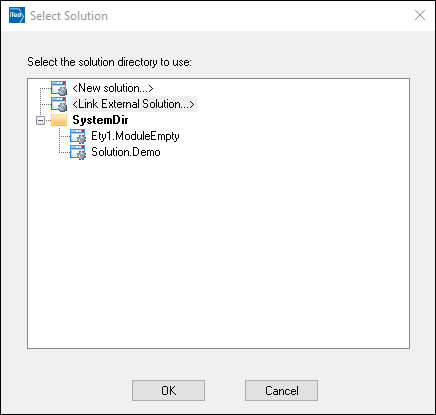 iTest
Select Solution
Select the solution directory to use:
<New solution...>
<Link External Solution...>
SystemDir
Ety1.ModuleEmpty
Solution.Demo
OK
Cancel